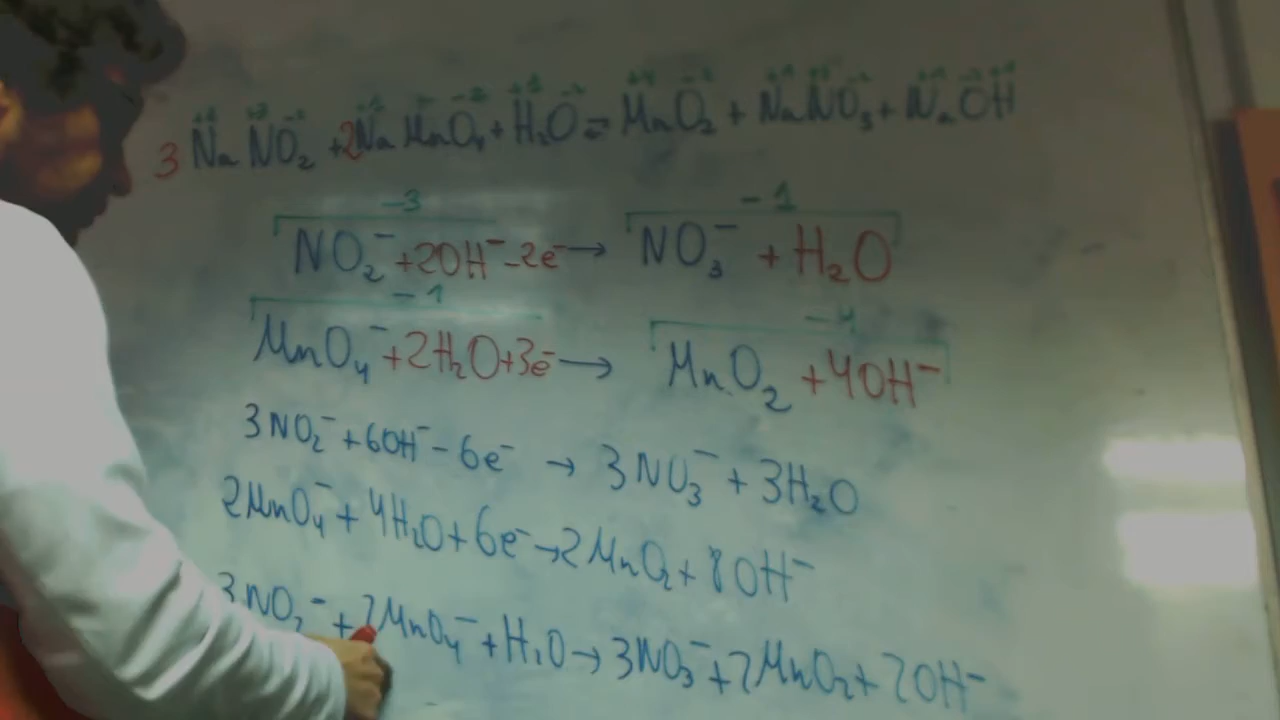 3 NaNO₂ + 2NaMnO₄ + H₂O = MnO₂ + NaNO₃ + NaOH
-3 -1
NO₂⁻ + 2OH⁻ - 2e⁻ → NO₃⁻ + H₂O
-1 -4
MnO₄⁻ + 2H₂O + 3e⁻ → MnO₂ + 4OH⁻
3NO₂⁻ + 6OH⁻ - 6e⁻ → 3NO₃⁻ + 3H₂O
2MnO₄⁻ + 4H₂O + 6e⁻ → 2MnO₂ + 8OH⁻
3NO₂⁻ + 2MnO₄⁻ + H₂O → 3NO₃⁻ + 2MnO₂ + 2OH⁻